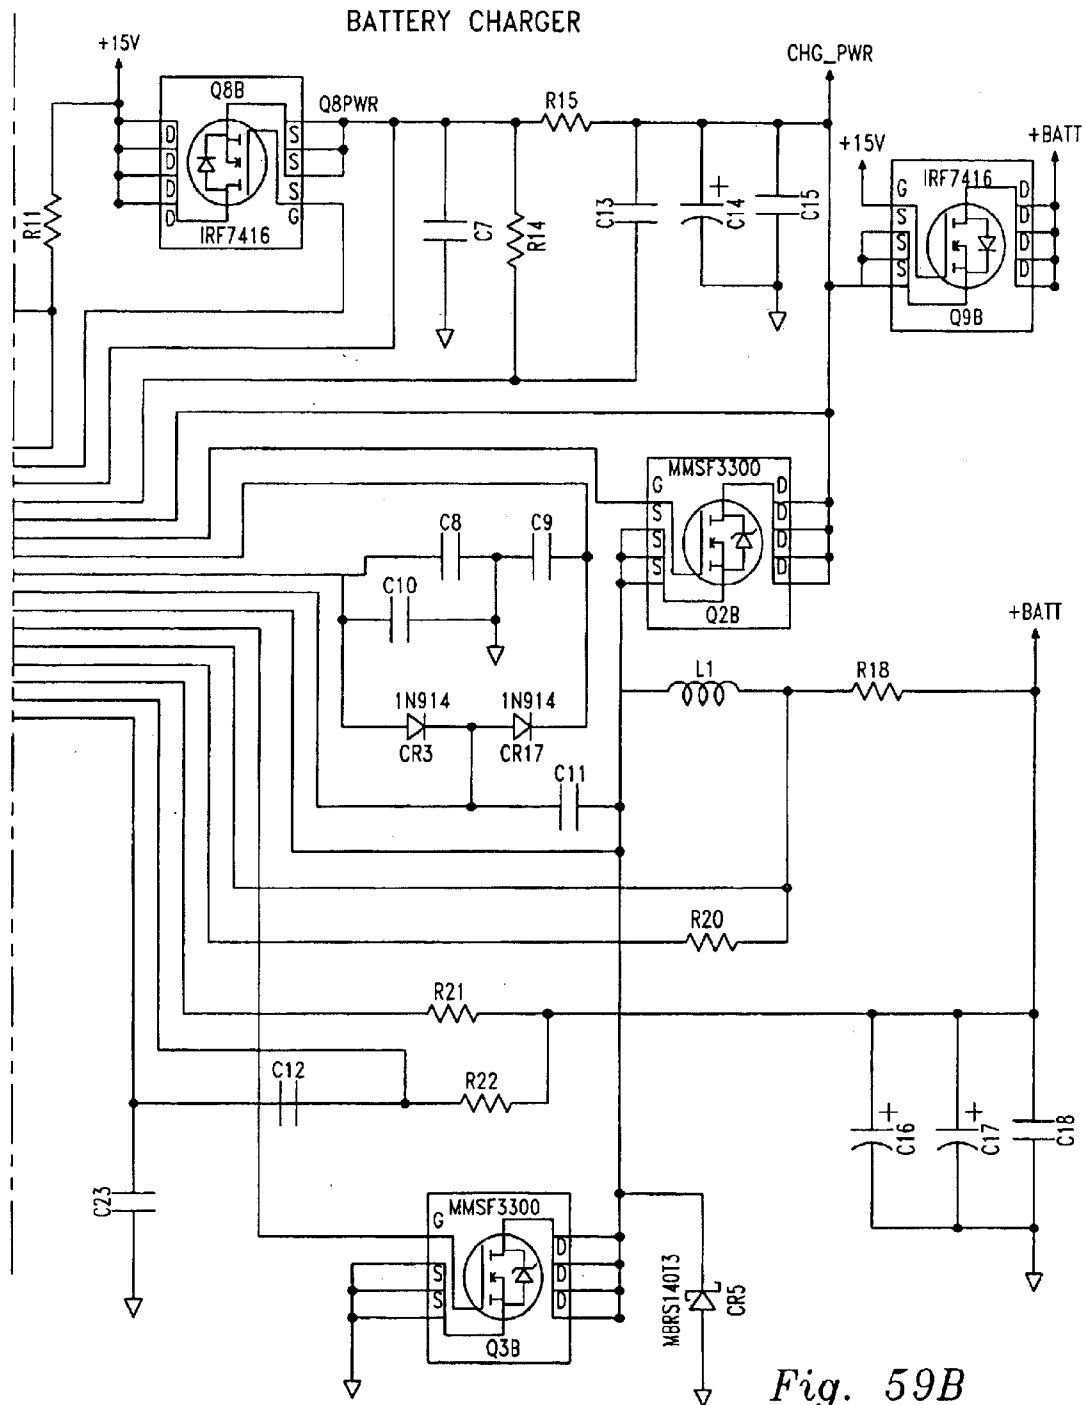 BATTERY CHARGER
+15V
CHG_PWR
Q8B
Q8PWR
R15
+15V
+BATT
D
D
D
D
S
S
S
G
IRF7416
R11
C7
R14
C13
+
C14
C15
IRF7416
G
S
S
S
D
D
D
D
Q9B
MMSF3300
G
S
S
S
D
D
D
D
Q2B
C8
C9
C10
+BATT
L1
R18
1N914
1N914
CR3
CR17
C11
R20
R21
C12
R22
+
C16
+
C17
C18
C23
MMSF3300
G
S
S
D
D
D
Q3B
MBRS140T3
CR5
Fig. 59B